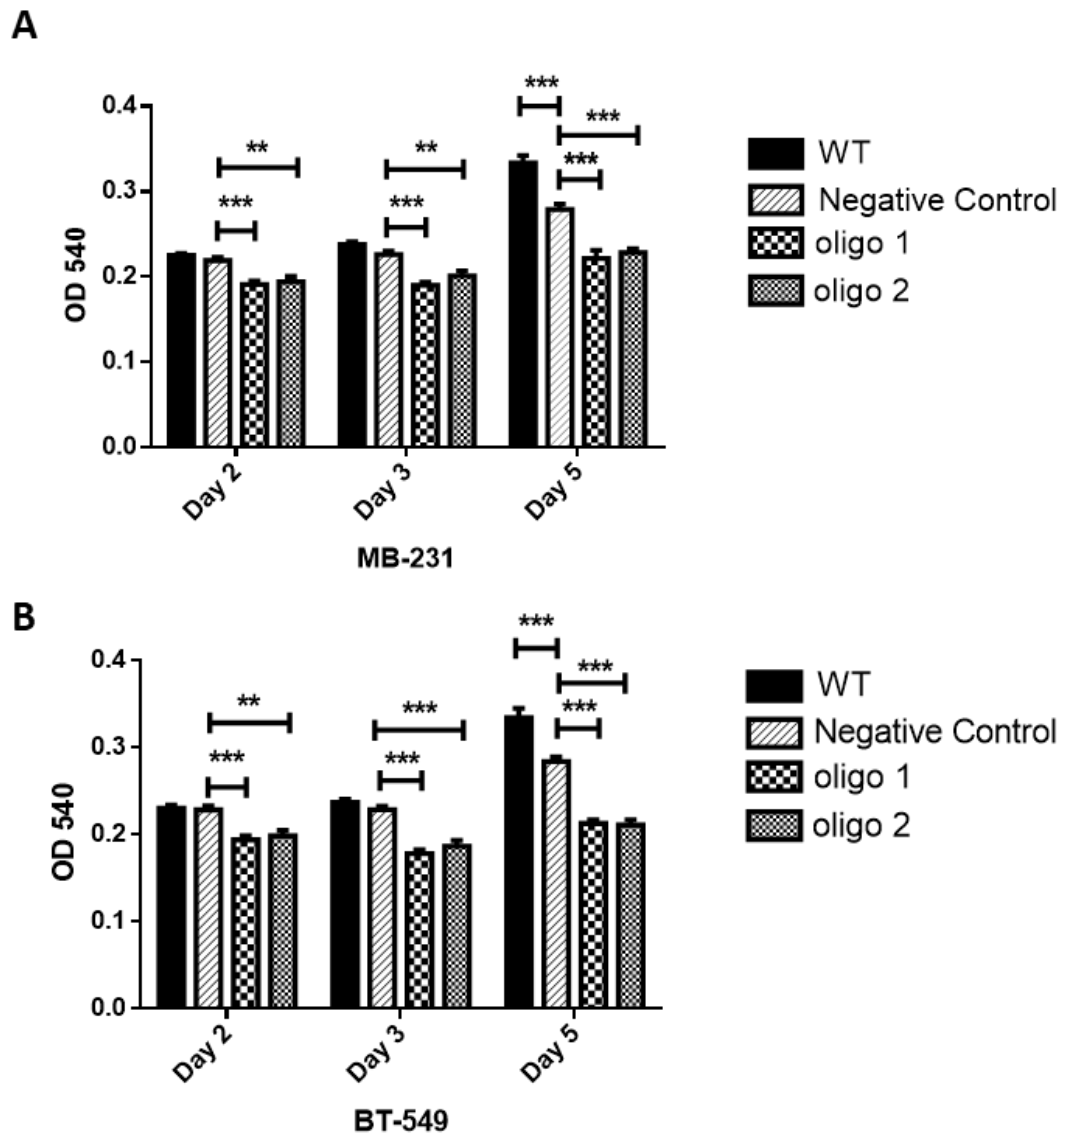 A
***
0.4
***
** ** *** WT
0.3
*** *** Negative Control
oligo 1
0.2
oligo 2
OD 540
0.1
0.0
Day 2 Day 3 Day 5
MB-231
B
***
0.4
***
** *** *** WT
0.3
*** *** Negative Control
oligo 1
0.2
oligo 2
OD 540
0.1
0.0
Day 2 Day 3 Day 5
BT-549